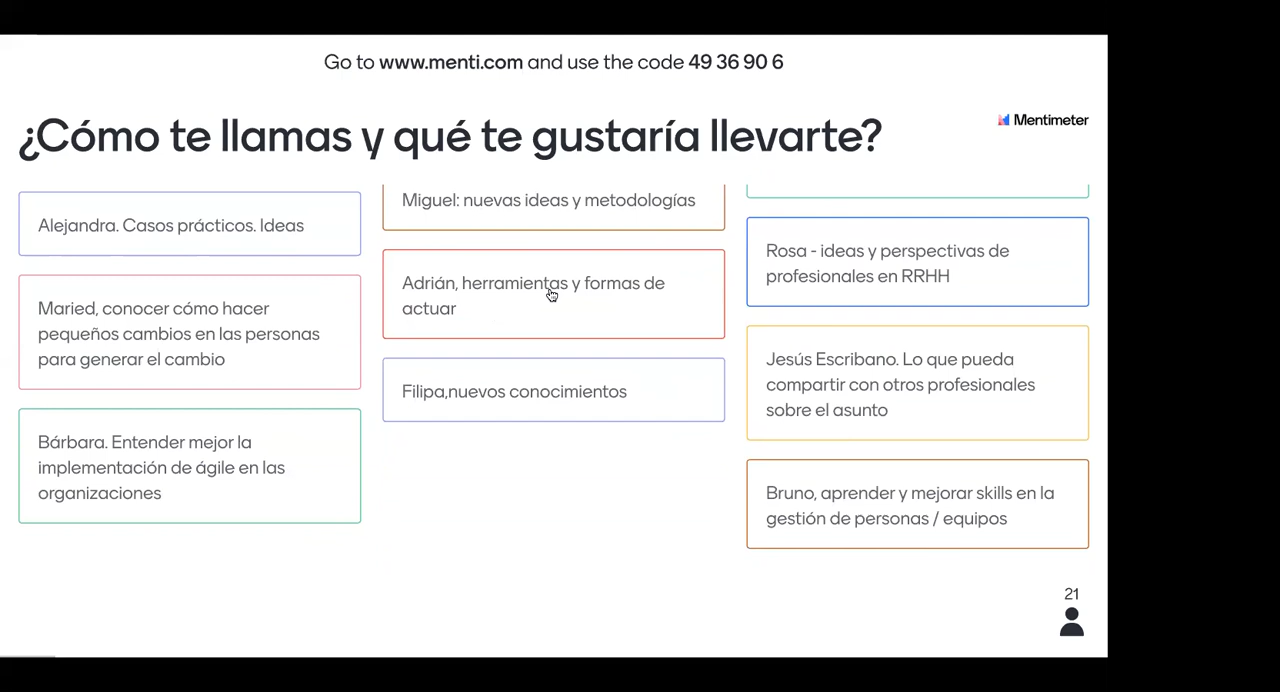 Go to www.menti.com and use the code 49 36 90 6
¿Cómo te llamas y qué te gustaría llevarte?
Mentimeter
Alejandra. Casos prácticos. Ideas
Maried, conocer cómo hacer
pequeños cambios en las personas
para generar el cambio
Bárbara. Entender mejor la
implementación de ágile en las
organizaciones
Miguel: nuevas ideas y metodologías
Adrián, herramientas y formas de
actuar
Filipa,nuevos conocimientos
Rosa - ideas y perspectivas de
profesionales en RRHH
Jesús Escribano. Lo que pueda
compartir con otros profesionales
sobre el asunto
Bruno, aprender y mejorar skills en la
gestión de personas / equipos
21